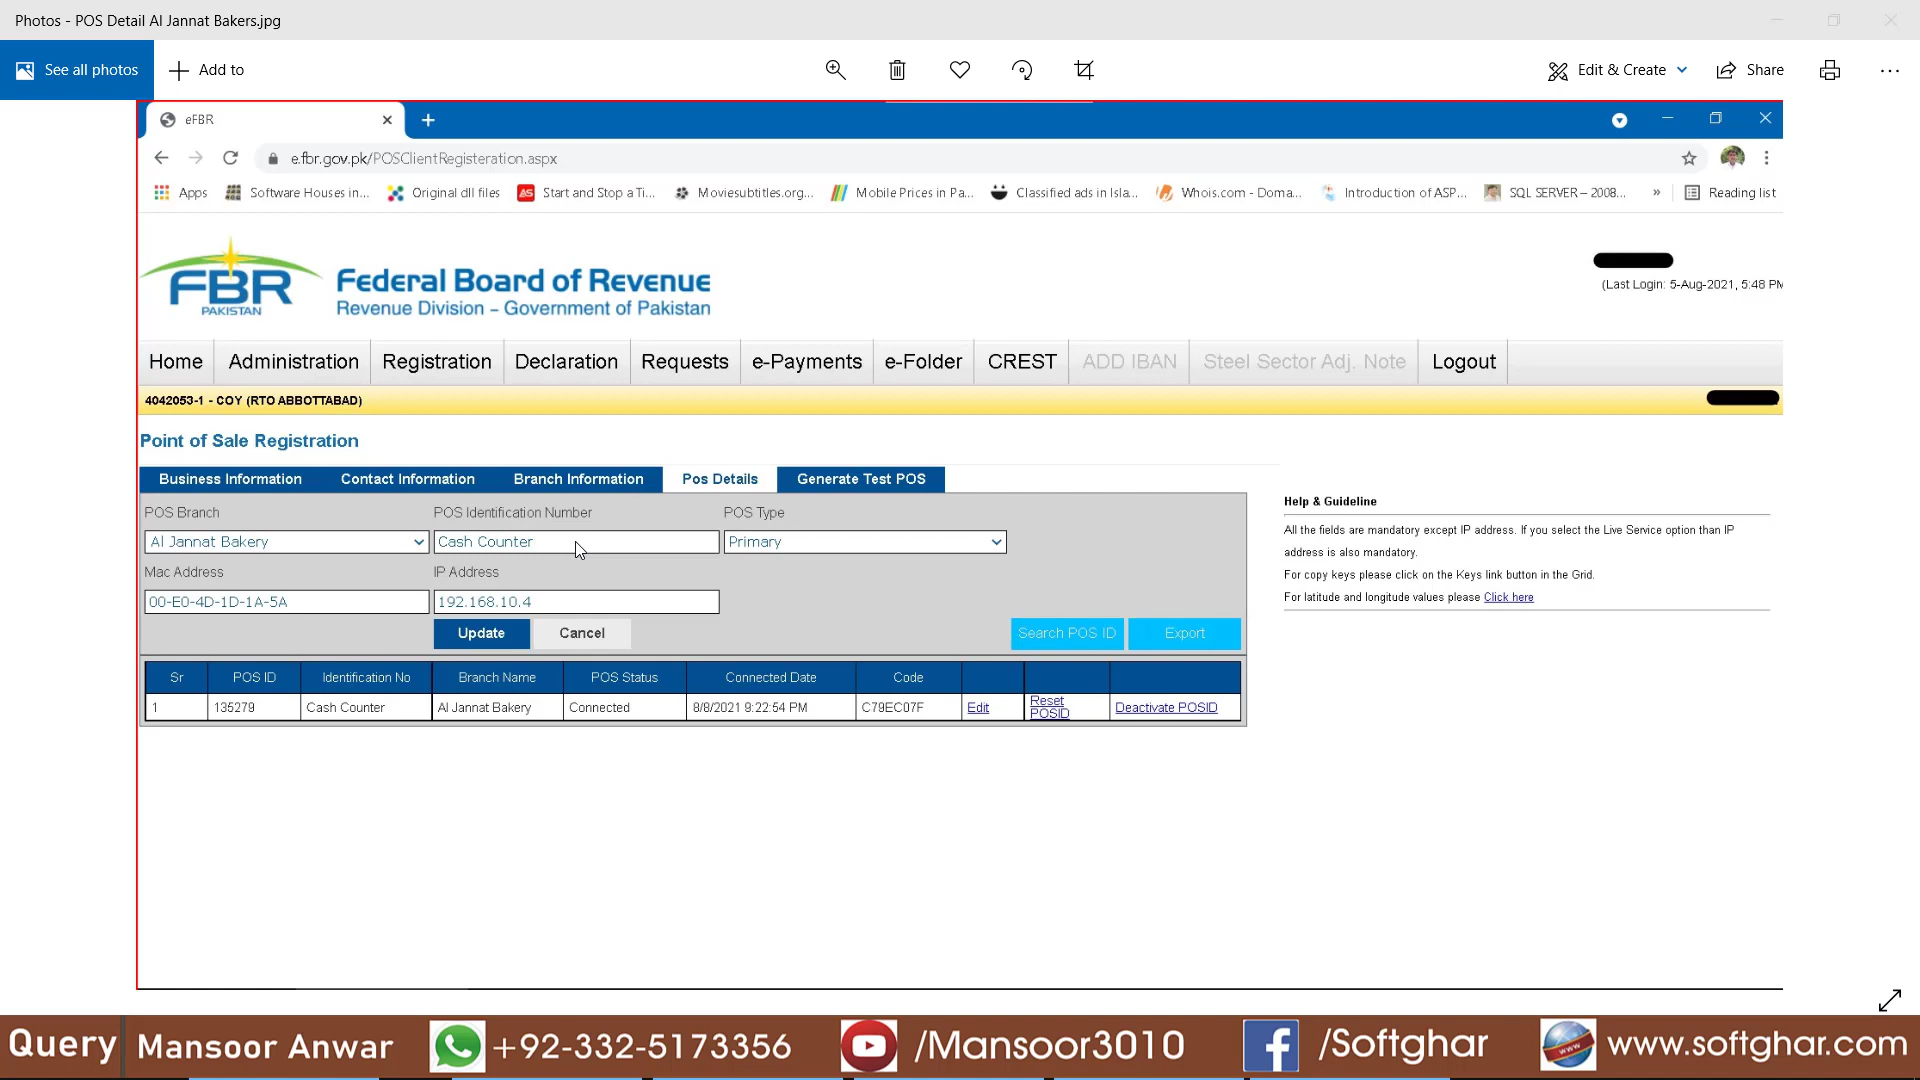 Photos - POS Detail Al Jannat Bakers.jpg
See all photos
Add to
Edit & Create
Share
eFBR
e.fbr.gov.pk/POSClientRegisteration.aspx
Apps
Software Houses in...
Original dll files
Start and Stop a Ti...
Moviesubtitles.org...
Mobile Prices in Pa...
Classified ads in Isla...
Whois.com - Doma...
Introduction of ASP...
SQL SERVER – 2008...
»
Reading list
FBR
PAKISTAN
Federal Board of Revenue
Revenue Division – Government of Pakistan
(Last Login: 5-Aug-2021, 5:48 PM
Home
Administration
Registration
Declaration
Requests
e-Payments
e-Folder
CREST
ADD IBAN
Steel Sector Adj. Note
Logout
4042053-1 - COY (RTO ABBOTTABAD)
Point of Sale Registration
Business Information
Contact Information
Branch Information
Pos Details
Generate Test POS
POS Branch
POS Identification Number
POS Type
Al Jannat Bakery
Cash Counter
Primary
Mac Address
IP Address
00-E0-4D-1D-1A-5A
192.168.10.4
Update
Cancel
Search POS ID
Export
Help & Guideline
All the fields are mandatory except IP address. If you select the Live Service option than IP
address is also mandatory.
For copy keys please click on the Keys link button in the Grid.
For latitude and longitude values please Click here
Sr POS ID Identification No Branch Name POS Status Connected Date Code
1 135279 Cash Counter Al Jannat Bakery Connected 8/8/2021 9:22:54 PM C79EC07F Edit Reset POSID Deactivate POSID
Query
Mansoor Anwar
+92-332-5173356
/Mansoor3010
/Softghar
www
www.softghar.com